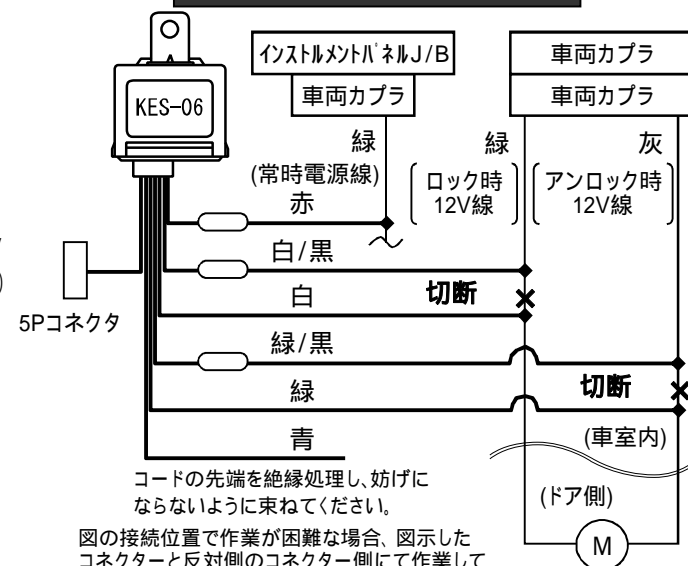 インストルメントパネルJ/B
車両カプラ
車両カプラ
車両カプラ
KES-06
緑
(常時電源線)
緑
ロック時
12V線
灰
アンロック時
12V線
赤
白/黒
白
切断
5Pコネクタ
緑/黒
緑
切断
青
(車室内)
コードの先端を絶縁処理し、妨げに
ならないように束ねてください。
(ドア側)
図の接続位置で作業が困難な場合、図示した
コネクターと反対側のコネクター側にて作業して
M